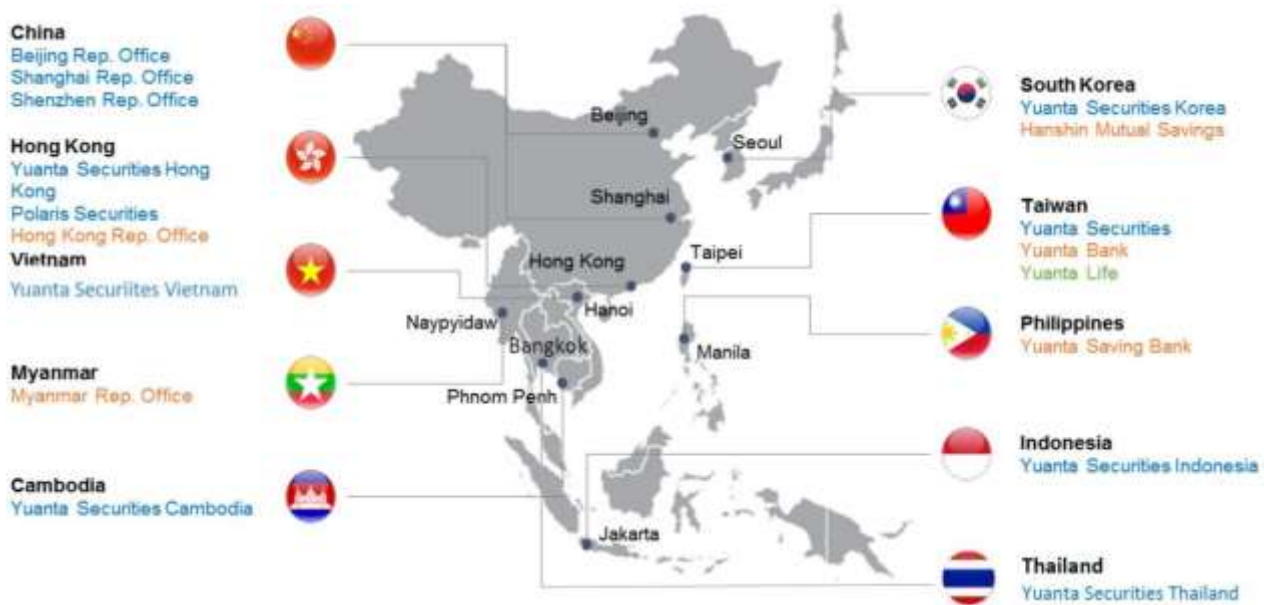 China
Beijing Rep. Office
Shanghai Rep. Office
Shenzhen Rep. Office
Hong Kong
Yuanta Securities Hong
Kong
Polaris Securities
Hong Kong Rep. Office
Vietnam
Yuanta Securiites Vietnam
Myanmar
Myanmar Rep. Office
Cambodia
Yuanta Securities Cambodia
Beijing
Seoul
Shanghai
Taipei
Hong Kong
Hanoi
Naypyidaw
Bangkok
Manila
Phnom Penh
Jakarta
South Korea
Yuanta Securities Korea
Hanshin Mutual Savings
Taiwan
Yuanta Securities
Yuanta Bank
Yuanta Life
Philippines
Yuanta Saving Bank
Indonesia
Yuanta Securities Indonesia
Thailand
Yuanta Securities Thailand